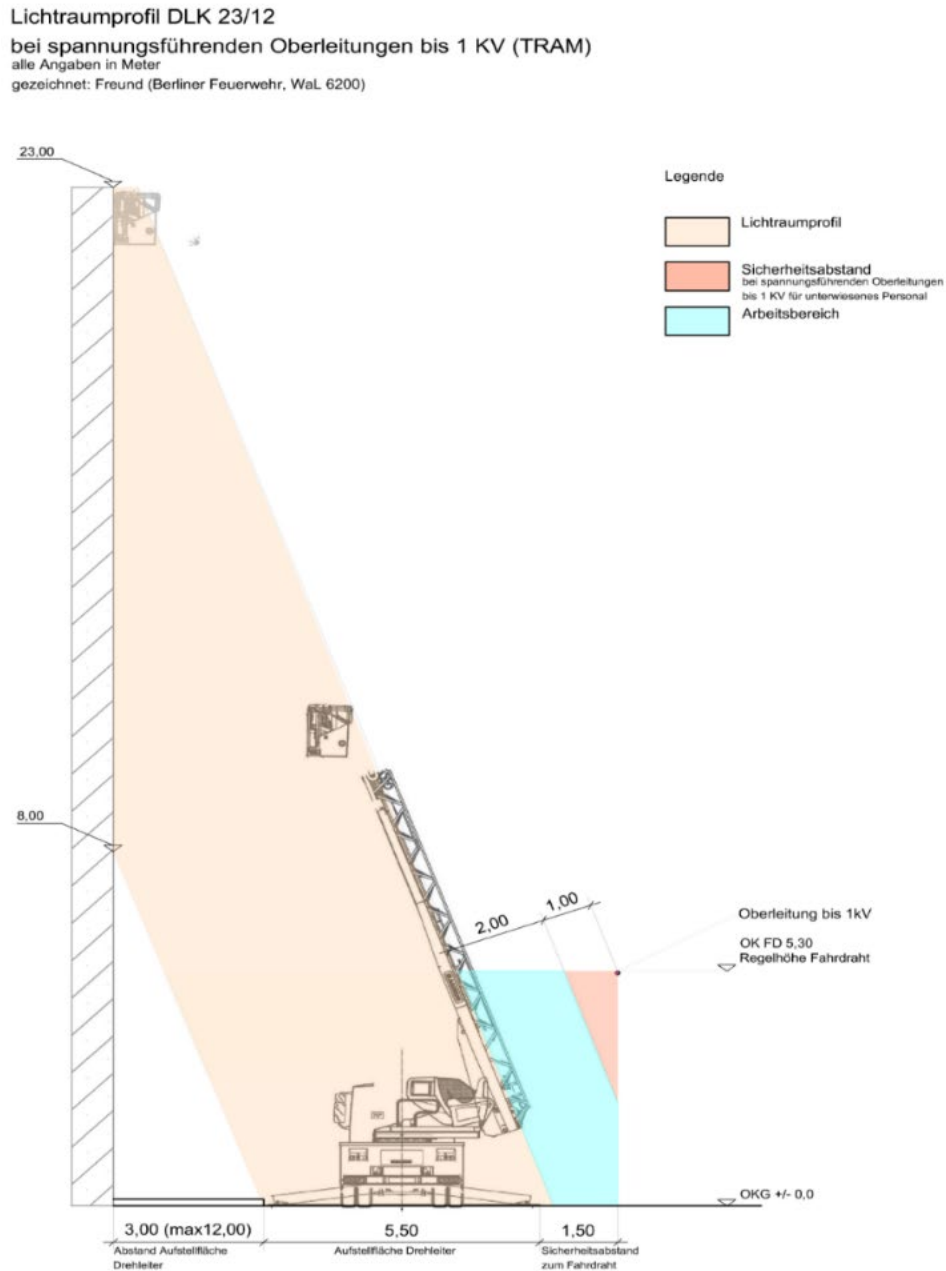 Lichtraumprofil DLK 23/12
bei spannungsführenden Oberleitungen bis 1 KV (TRAM)
alle Angaben in Meter
gezeichnet: Freund (Berliner Feuerwehr, WaL 6200)
23,00
Legende
Lichtraumprofil
Sicherheitsabstand
bei spannungsführenden Oberleitungen
bis 1 KV für unterwiesenes Personal
Arbeitsbereich
8,00
2,00
1,00
Oberleitung bis 1kV
OK FD 5,30
Regelhöhe Fahrdraht
OKG +/- 0,0
3,00 (max12,00)
5,50
1,50
Abstand Aufstellfläche
Drehleiter
Aufstellfläche Drehleiter
Sicherheitsabstand
zum Fahrdraht